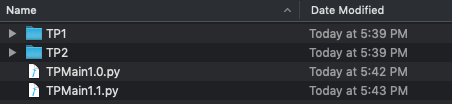 Name Date Modified
TP1 Today at 5:39 PM
TP2 Today at 5:39 PM
TPMain1.0.py Today at 5:42 PM
TPMain1.1.py Today at 5:43 PM